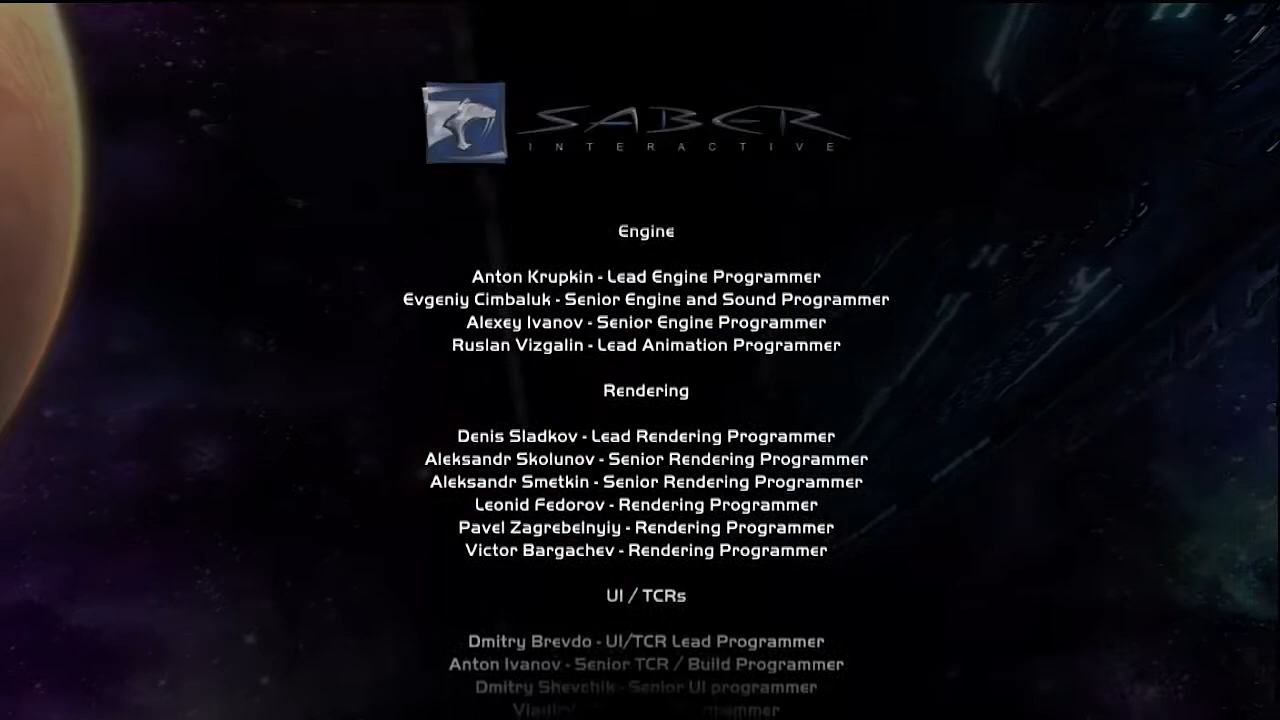 SABER
INTERACTIVE
Engine
Anton Krupkin - Lead Engine Programmer
Evgeniy Cimbaluk - Senior Engine and Sound Programmer
Alexey Ivanov - Senior Engine Programmer
Ruslan Vizgalin - Lead Animation Programmer
Rendering
Denis Sladkov - Lead Rendering Programmer
Aleksandr Skolunov - Senior Rendering Programmer
Aleksandr Smetkin - Senior Rendering Programmer
Leonid Fedorov - Rendering Programmer
Pavel Zagrebelnyiy - Rendering Programmer
Victor Bargachev - Rendering Programmer
UI / TCRs
Dmitry Brevdo - UI/TCR Lead Programmer
Anton Ivanov - Senior TCR / Build Programmer
Dmitry Shevchik - Senior UI programmer